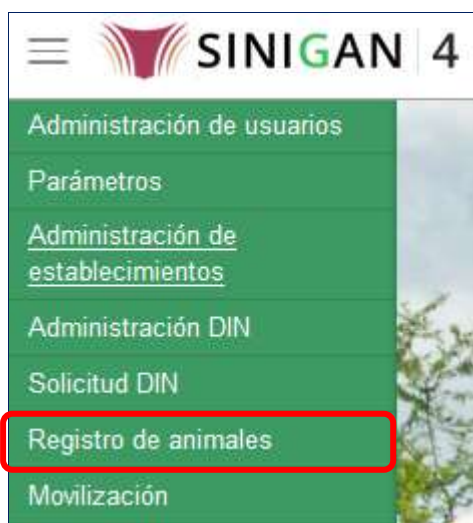 SINIGAN 4
Administración de usuarios
Parámetros
Administración de
establecimientos
Administración DIN
Solicitud DIN
Registro de animales
Movilización